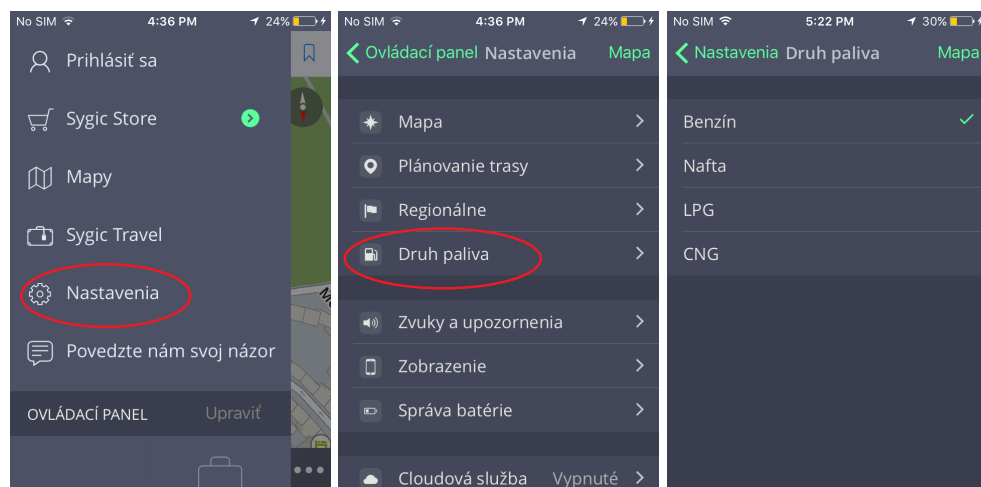 No SIM 4:36 PM 24%
Prihlásiť sa
Sygic Store
Mapy
Sygic Travel
Nastavenia
Povedzte nám svoj názor
OVLÁDACÍ PANEL Upraviť
No SIM 4:36 PM 24%
Ovládací panel Nastavenia Mapa
Mapa
Plánovanie trasy
Regionálne
Druh paliva
Zvuky a upozornenia
Zobrazenie
Správa batérie
Cloudová služba Vypnuté
No SIM 5:22 PM 30%
Nastavenia Druh paliva Mapa
Benzín
Nafta
LPG
CNG